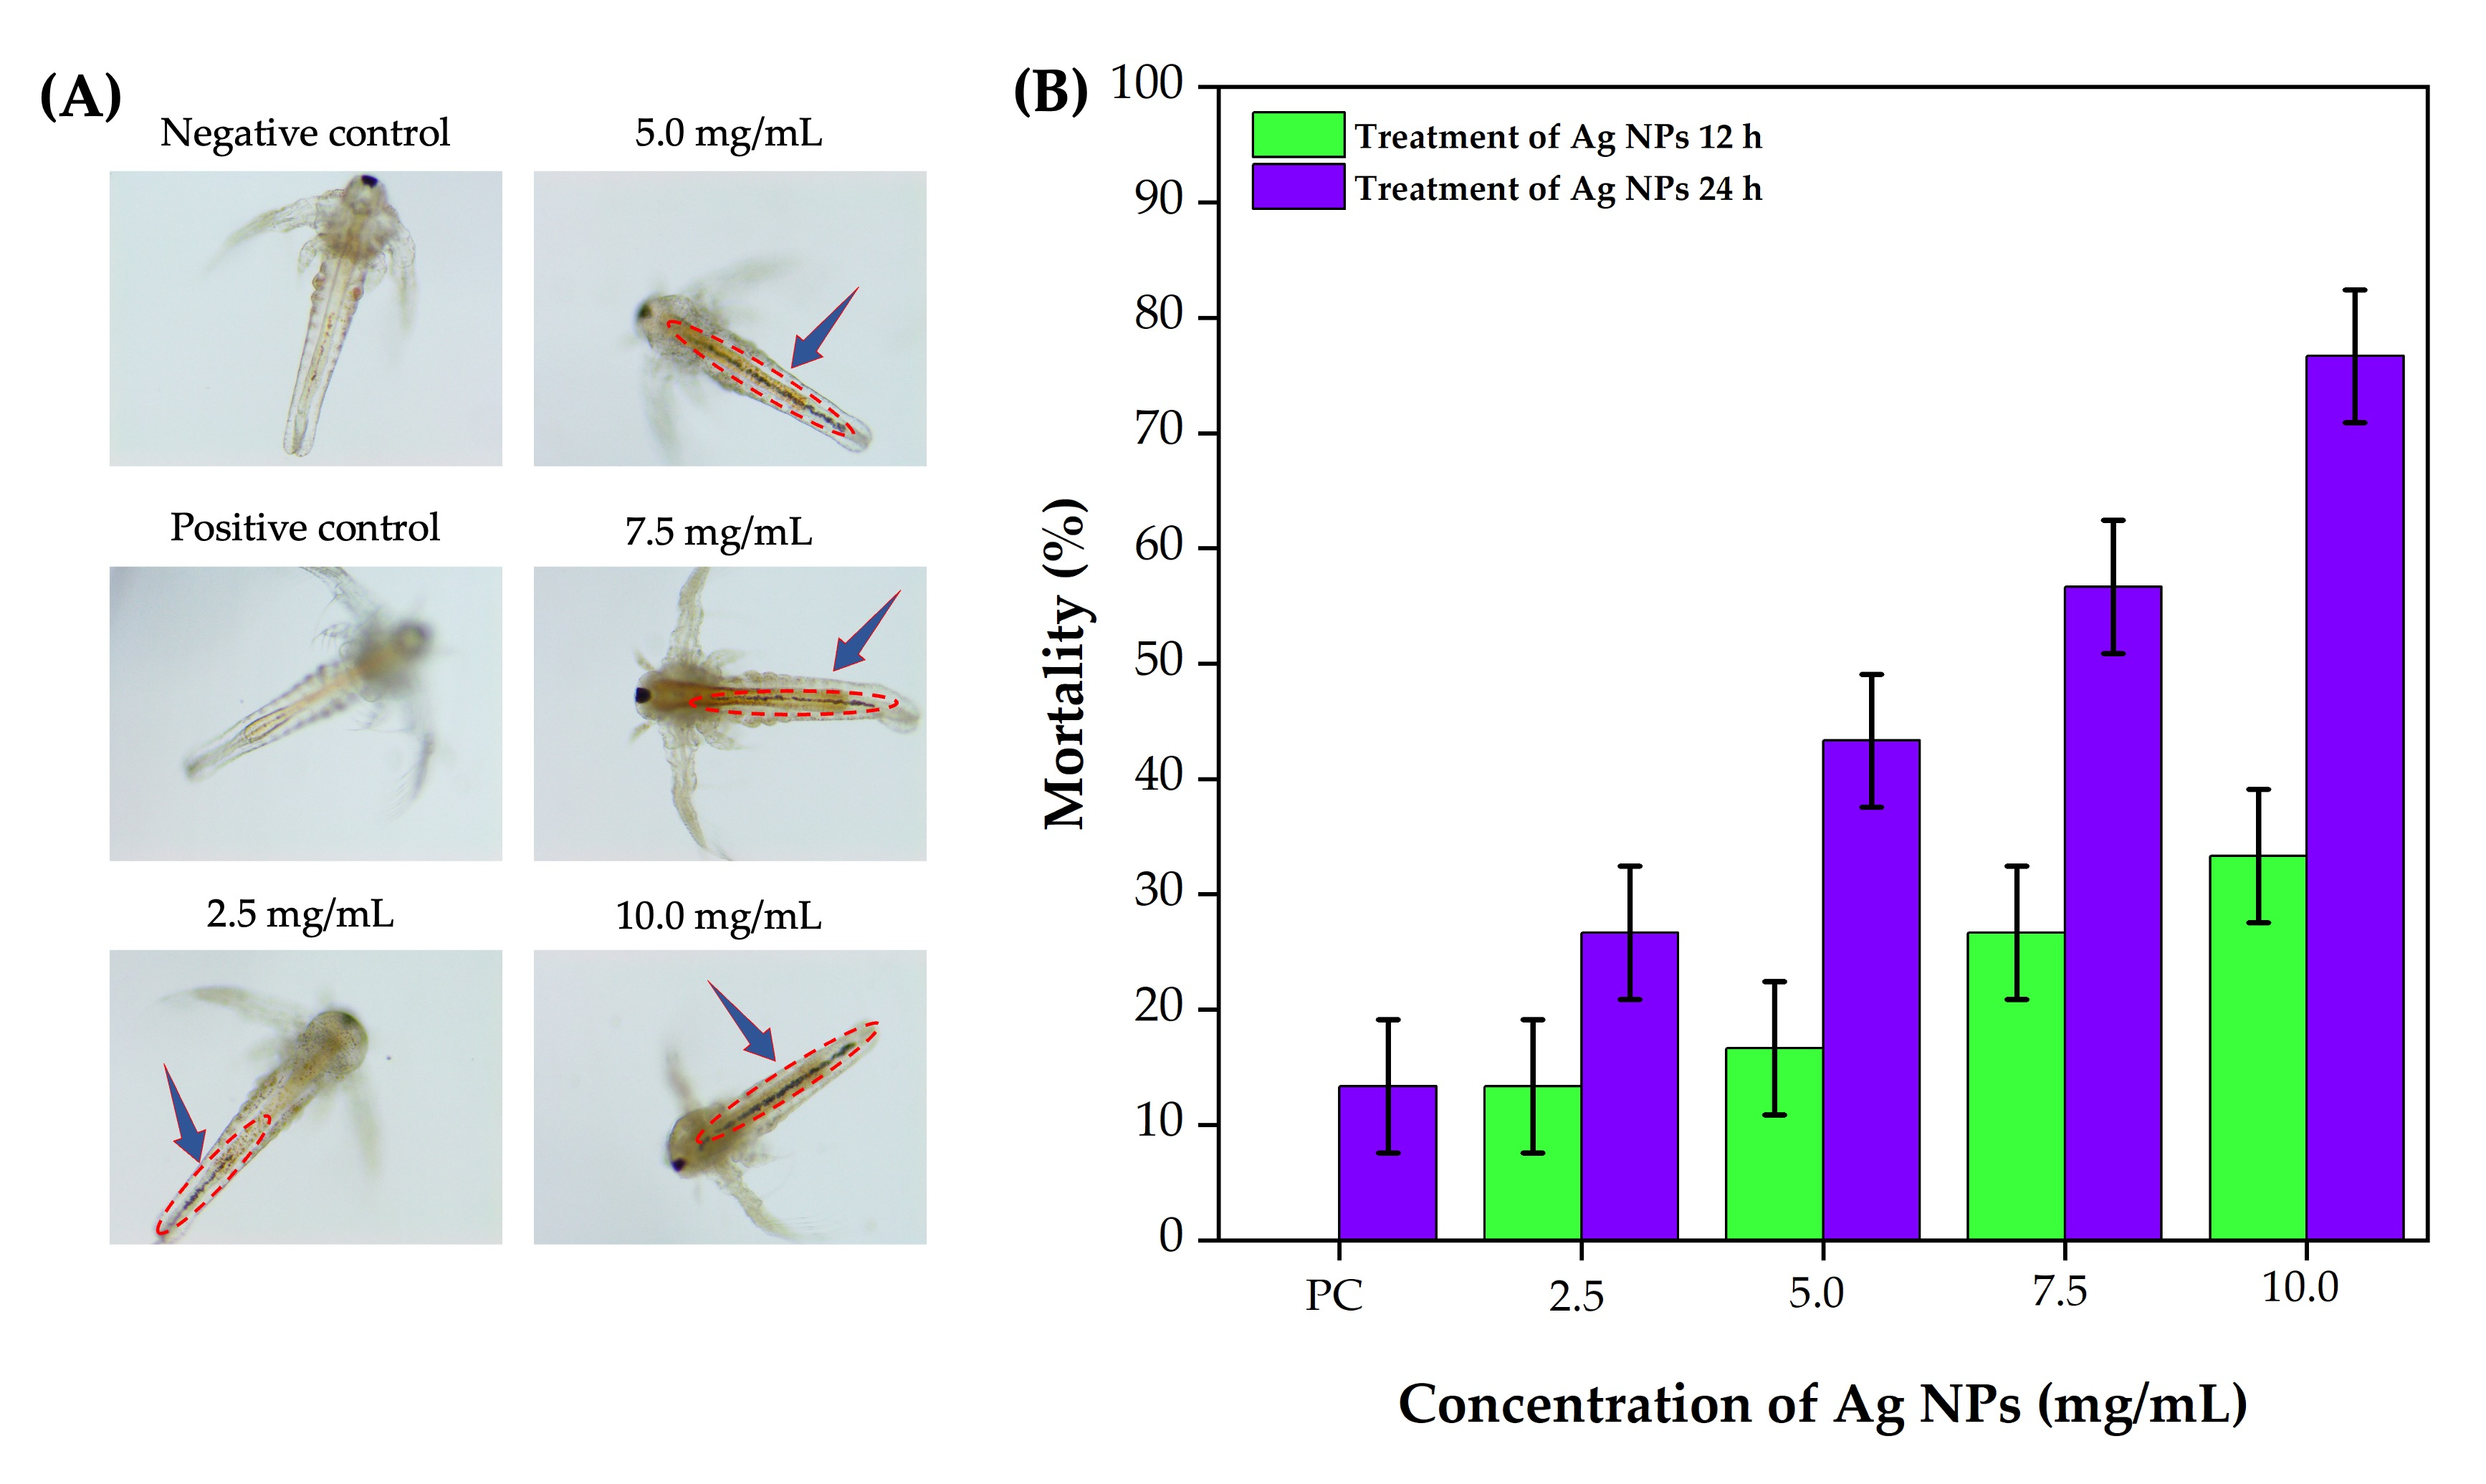 (A)
Negative control
5.0 mg/mL
Positive control
7.5 mg/mL
2.5 mg/mL
10.0 mg/mL
(B)
100
90
80
70
60
50
40
30
20
10
0
Mortality (%)
Treatment of Ag NPs 12 h
Treatment of Ag NPs 24 h
PC
2.5
5.0
7.5
10.0
Concentration of Ag NPs (mg/mL)